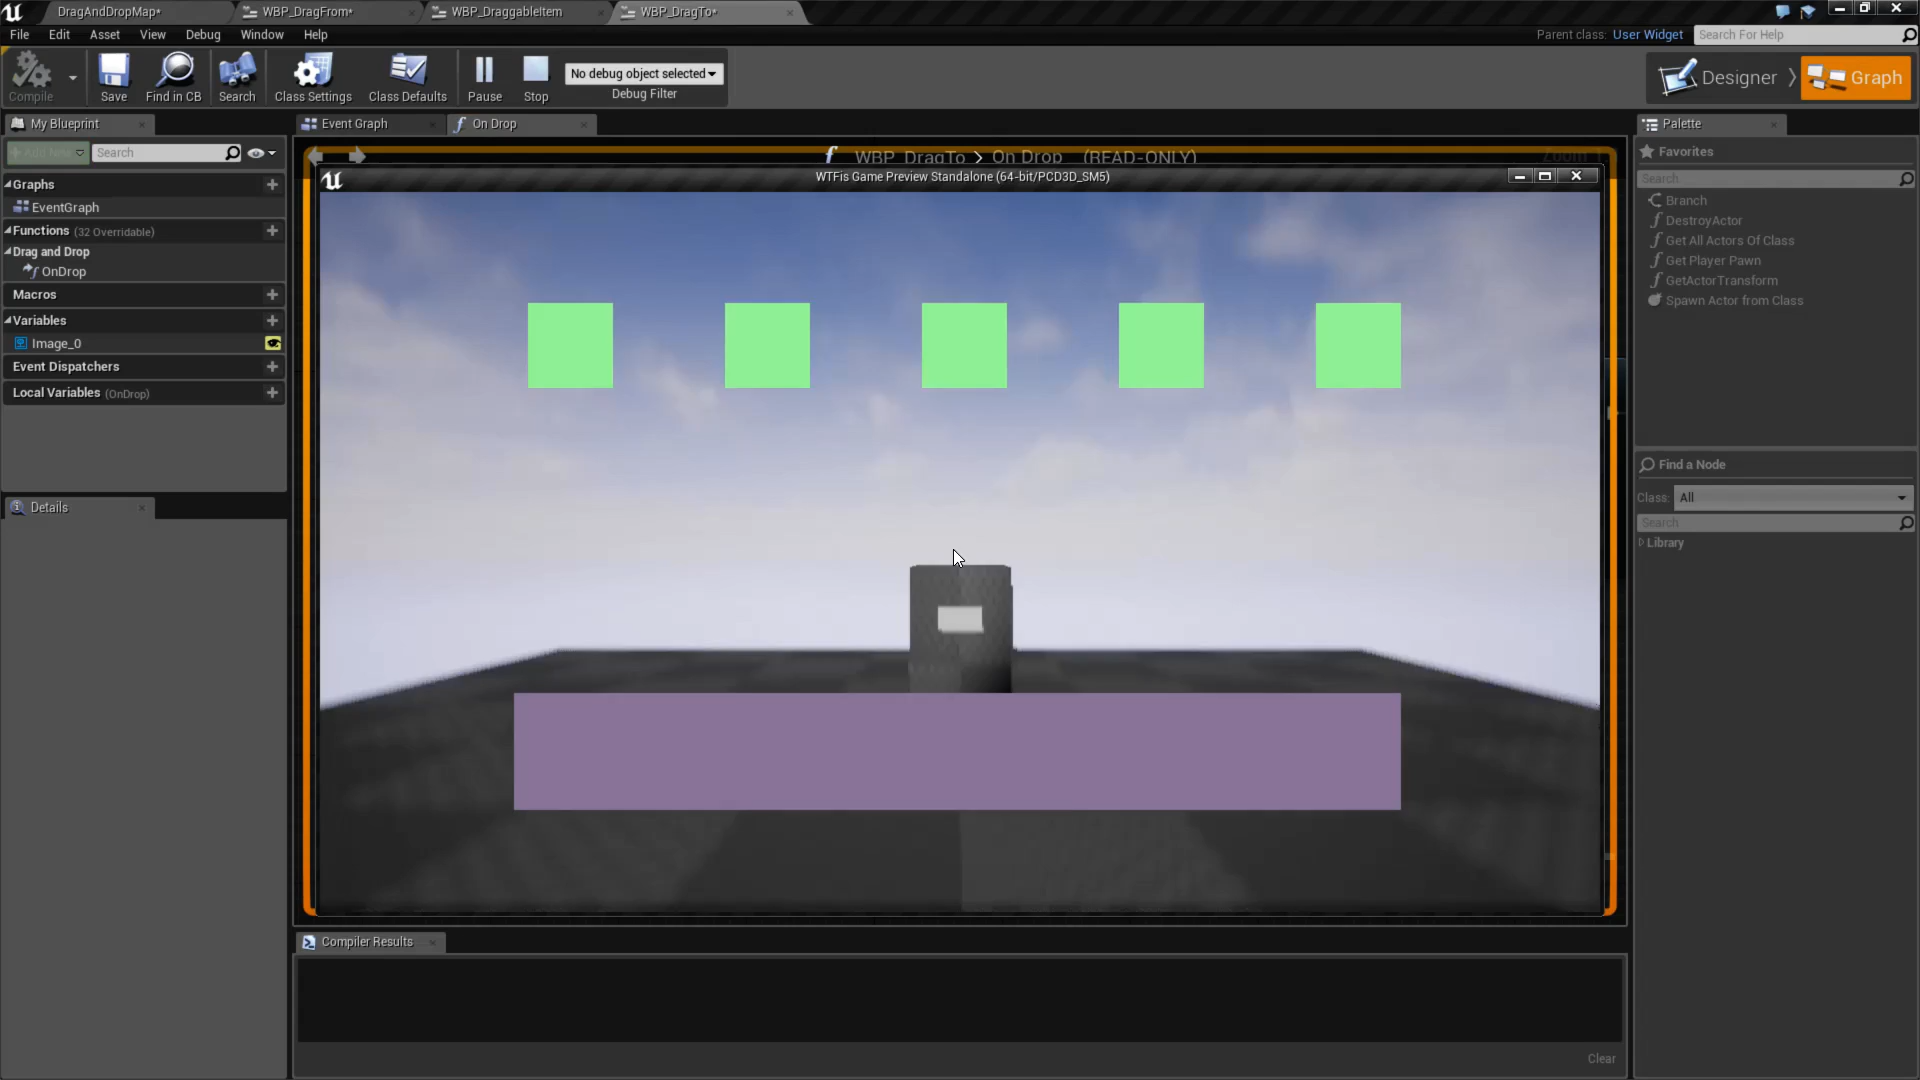 DragAndDropMap*
WBP_DragFrom*
WBP_DraggableItem
WBP_DragTo*
File Edit Asset View Debug Window Help
Parent class: User Widget
Search For Help
Compile
Save
Find in CB
Search
Class Settings
Class Defaults
Pause
Stop
No debug object selected
Debug Filter
Designer
Graph
My Blueprint
Add New
Search
Graphs
EventGraph
Functions (32 Overridable)
Drag and Drop
OnDrop
Macros
Variables
Image_0
Event Dispatchers
Local Variables (OnDrop)
Details
Event Graph
On Drop
WBP_DragTo > On Drop (READ-ONLY)
Zoom
WTFis Game Preview Standalone (64-bit/PCD3D_SM5)
Compiler Results
Clear
Palette
Favorites
Search
Branch
DestroyActor
Get All Actors Of Class
Get Player Pawn
GetActorTransform
Spawn Actor from Class
Find a Node
Class: All
Search
Library